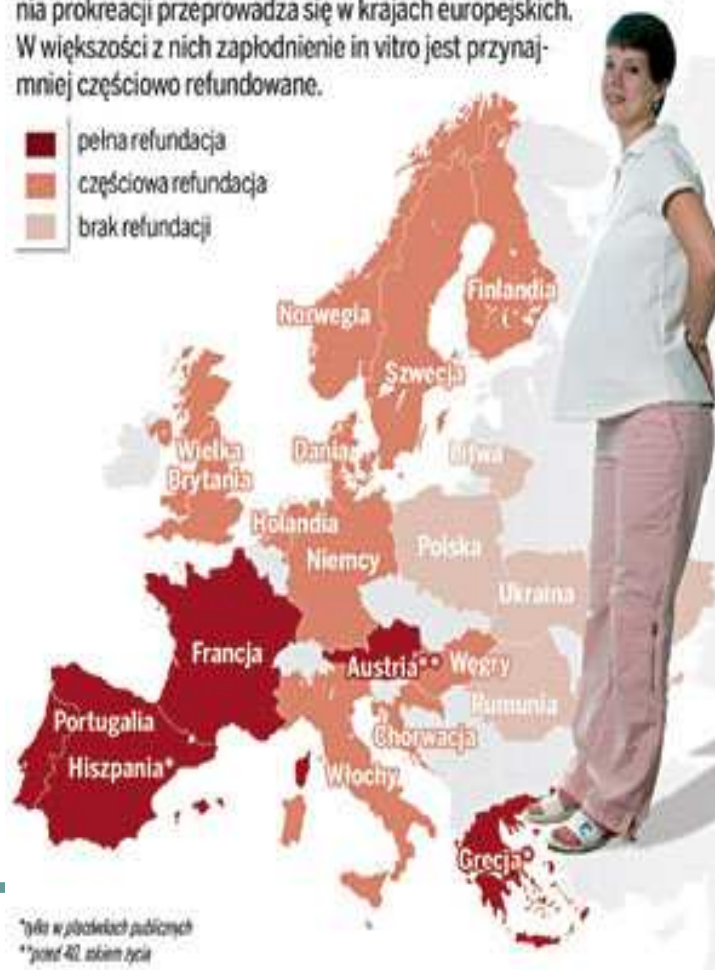 nia prokreacji przeprowadza się w krajach europejskich.
W większości z nich zapłodnienie in vitro jest przynaj-
mniej częściowo refundowane.
pełna refundacja
częściowa refundacja
brak refundacji
Finlandia
Norwegia
Szwecja
Wielka
Brytania
Dania
Litwa
Holandia
Niemcy
Polska
Ukraina
Francja
Austria**
Węgry
Rumunia
Portugalia
Chorwacja
Hiszpania*
Włochy
Grecja*
*tylko w placówkach publicznych
**przed 40. rokiem życia